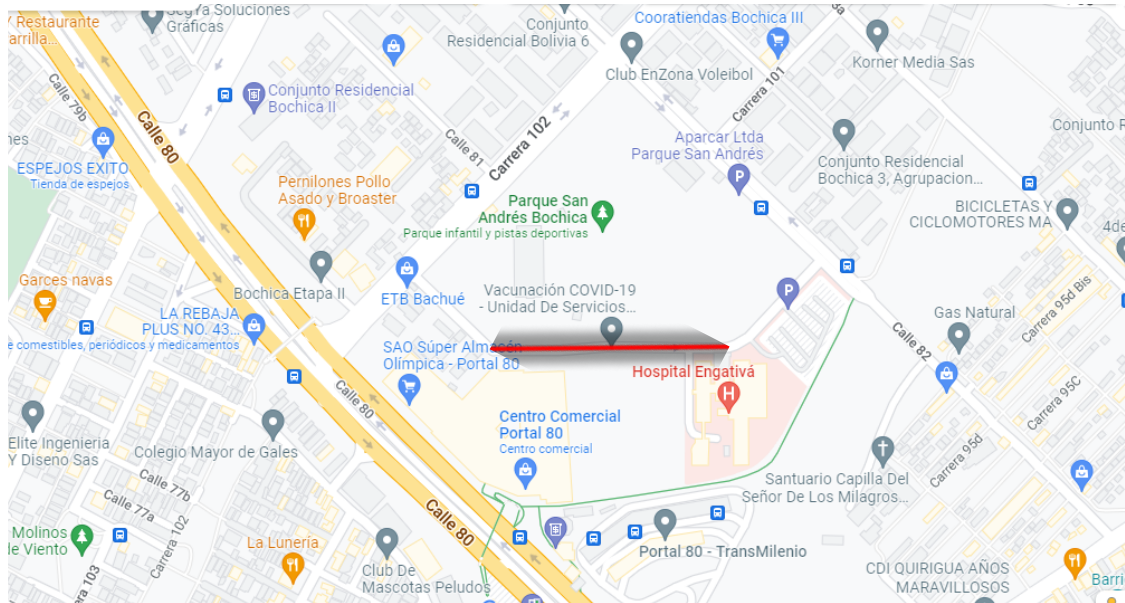 Restaurante
arrilla...
SegYa Soluciones
Gráficas
Conjunto
Residencial Bolivia 6
Cooratiendas Bochica III
Club EnZona Voleibol
Korner Media Sas
Calle 79b
Calle 80
Conjunto Residencial
Bochica II
Carrera 101
Carrera 102
Calle 81
Conjunto R
nes
ESPEJOS EXITO
Tienda de espejos
Aparcar Ltda
Parque San Andrés
P
Conjunto Residencial
Bochica 3, Agrupacion...
Pernilones Pollo
Asado y Broaster
Parque San
Andrés Bochica
Parque infantil y pistas deportivas
BICICLETAS Y
CICLOMOTORES MA
4de
Garces navas
Bochica Etapa II
ETB Bachué
Vacunación COVID-19
- Unidad De Servicios...
P
Carrera 95d Bis
Gas Natural
LA REBAJA
PLUS NO. 43...
e comestibles, periódicos y medicamentos
SAO Súper Almacén
Olímpica - Portal 80
Hospital Engativá
H
Calle 82
Carrera 95C
Calle 80
Centro Comercial
Portal 80
Centro comercial
Elite Ingenieria
Y Diseno Sas
Colegio Mayor de Gales
Carrera 95d
Santuario Capilla Del
Señor De Los Milagros...
Calle 77b
Calle 77a
Carrera 102
Calle 80
Molinos
de Viento
La Lunería
Portal 80 - TransMilenio
Club De
Mascotas Peludos
Carrera 103
CDI QUIRIGUA AÑOS
MARAVILLOSOS
Barri